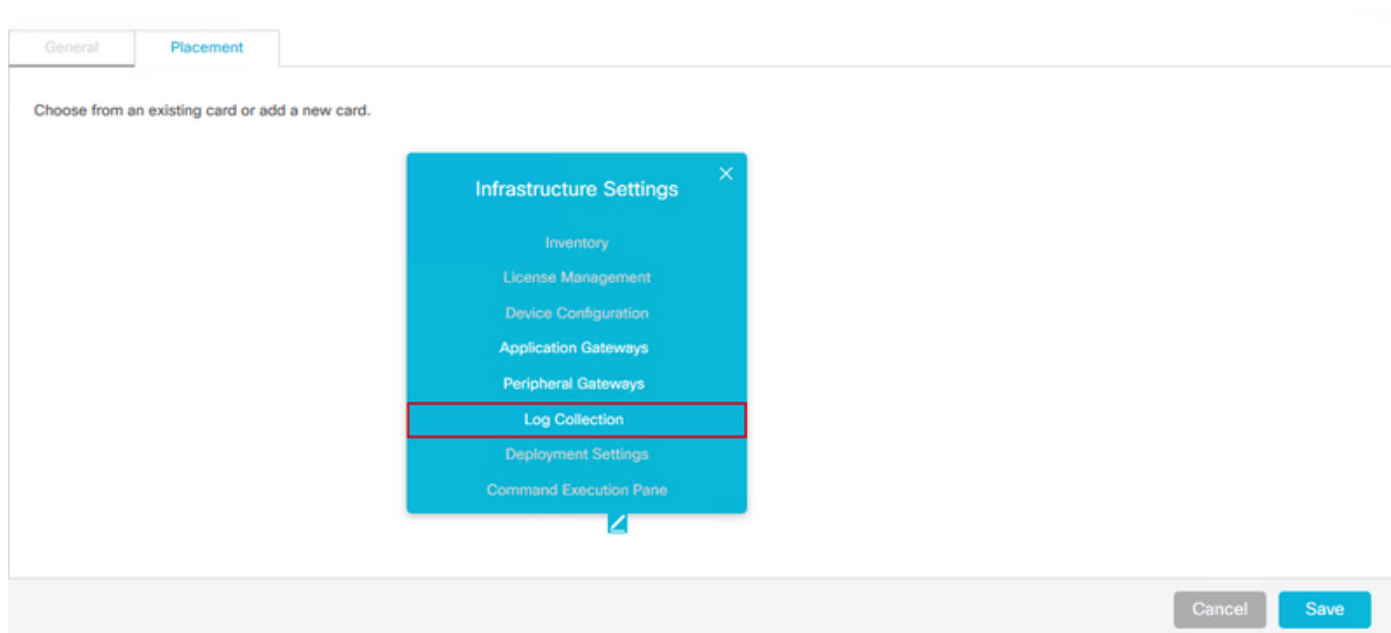 General
Placement
Choose from an existing card or add a new card.
Infrastructure Settings
Inventory
License Management
Device Configuration
Application Gateways
Peripheral Gateways
Log Collection
Deployment Settings
Command Execution Pane
Cancel
Save